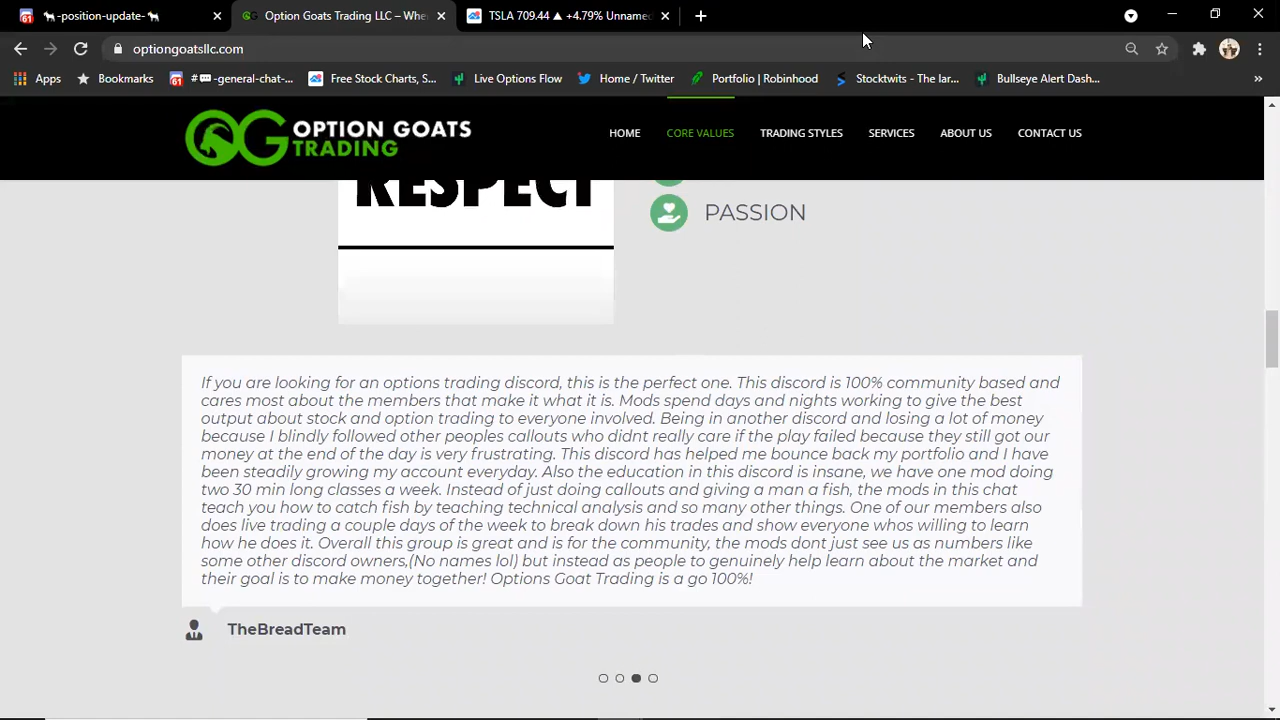 -position-update-
Option Goats Trading LLC – Whe
TSLA 709.44 ▲ +4.79% Unnamed
optiongoatsllc.com
Apps
Bookmarks
#💬-general-chat-...
Free Stock Charts, S...
Live Options Flow
Home / Twitter
Portfolio | Robinhood
Stocktwits - The lar...
Bullseye Alert Dash...
»
OG OPTION GOATS
TRADING
HOME
CORE VALUES
TRADING STYLES
SERVICES
ABOUT US
CONTACT US
RESPECT
PASSION
If you are looking for an options trading discord, this is the perfect one. This discord is 100% community based and
cares most about the members that make it what it is. Mods spend days and nights working to give the best
output about stock and option trading to everyone involved. Being in another discord and losing a lot of money
because I blindly followed other peoples callouts who didnt really care if the play failed because they still got our
money at the end of the day is very frustrating. This discord has helped me bounce back my portfolio and I have
been steadily growing my account everyday. Also the education in this discord is insane, we have one mod doing
two 30 min long classes a week. Instead of just doing callouts and giving a man a fish, the mods in this chat
teach you how to catch fish by teaching technical analysis and so many other things. One of our members also
does live trading a couple days of the week to break down his trades and show everyone whos willing to learn
how he does it. Overall this group is great and is for the community, the mods dont just see us as numbers like
some other discord owners,(No names lol) but instead as people to genuinely help learn about the market and
their goal is to make money together! Options Goat Trading is a go 100%!
TheBreadTeam